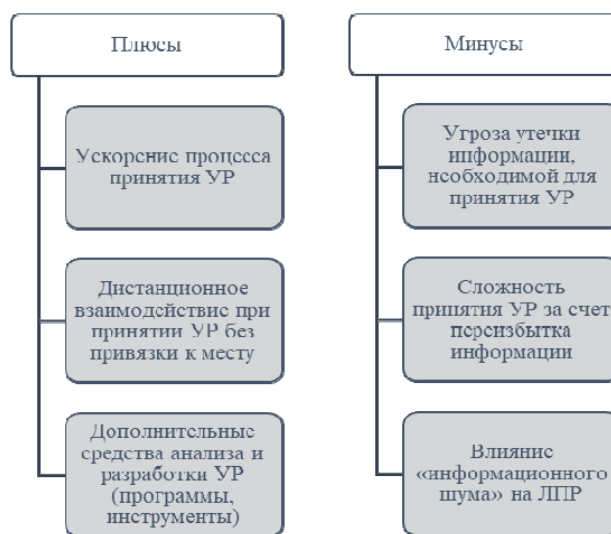 Плюсы
Ускорение процесса
принятия УР
Дистанционное
взаимодействие при
принятии УР без
привязки к месту
Дополнительные
средства анализа и
разработки УР
(программы,
инструменты)
Минусы
Угроза утечки
информации,
необходимой для
принятия УР
Сложность
принятия УР за счет
переизбытка
информации
Влияние
«информационного
шума» на ЛПР